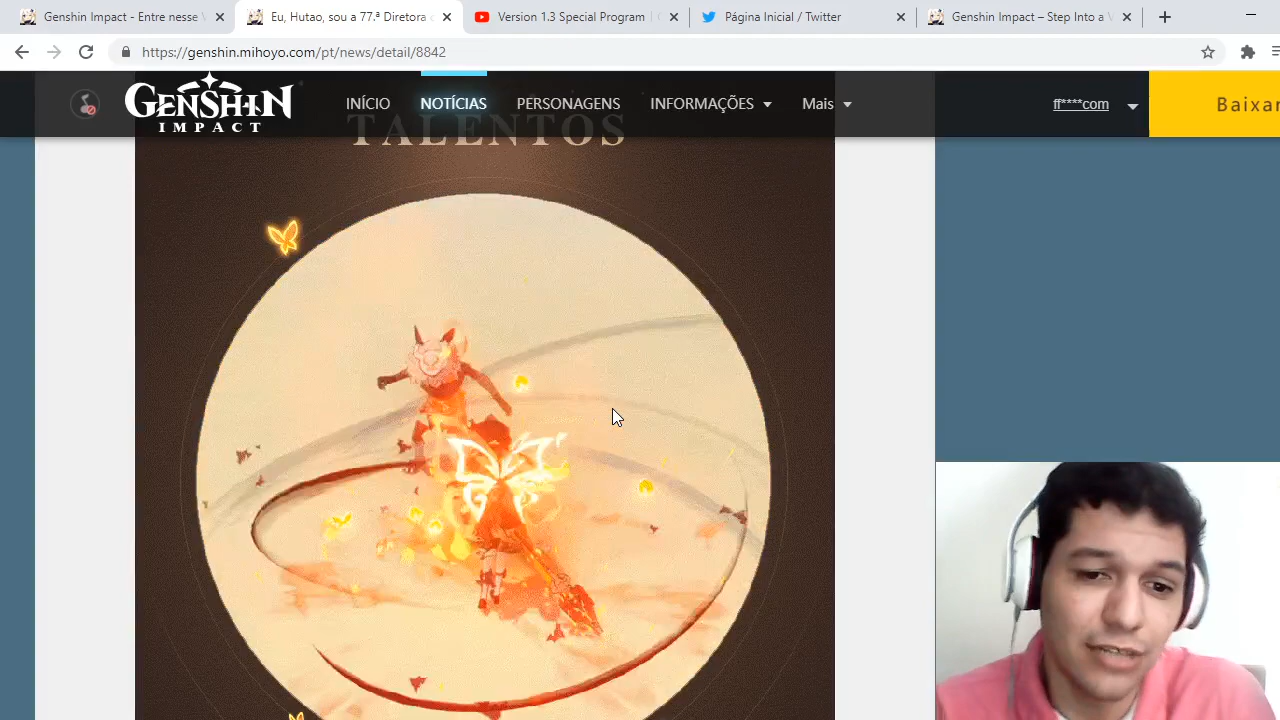 Genshin Impact - Entre nesse V
Eu, Hutao, sou a 77.ª Diretora
Version 1.3 Special Program |
Página Inicial / Twitter
Genshin Impact – Step Into a V
https://genshin.mihoyo.com/pt/news/detail/8842
GENSHIN
IMPACT
INÍCIO
NOTÍCIAS
PERSONAGENS
INFORMAÇÕES
Mais
ff****com
Baixar
TALENTOS